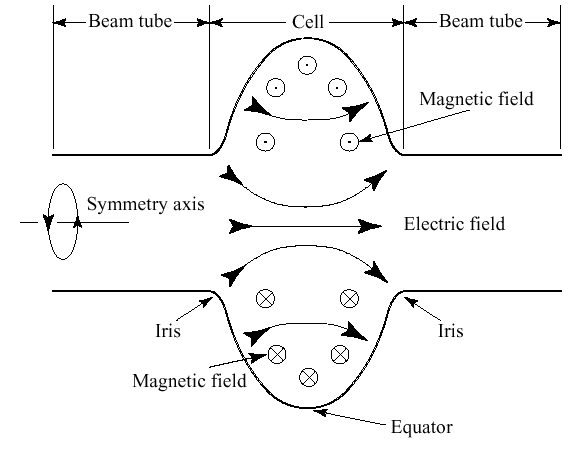 Beam tube
Cell
Beam tube
Magnetic field
Symmetry axis
Electric field
Iris
Iris
Magnetic field
Equator